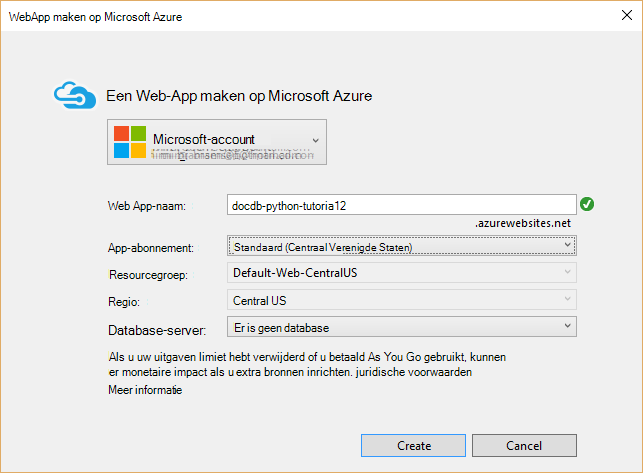 WebApp maken op Microsoft Azure
Een Web-App maken op Microsoft Azure
Microsoft-account
Web App-naam: docdb-python-tutoria12
.azurewebsites.net
App-abonnement: Standaard (Centraal Verenigde Staten)
Resourcegroep: Default-Web-CentralUS
Regio: Central US
Database-server: Er is geen database
Als u uw uitgaven limiet hebt verwijderd of u betaald As You Go gebruikt, kunnen
er monetaire impact als u extra bronnen inrichten. juridische voorwaarden
Meer informatie
Create Cancel